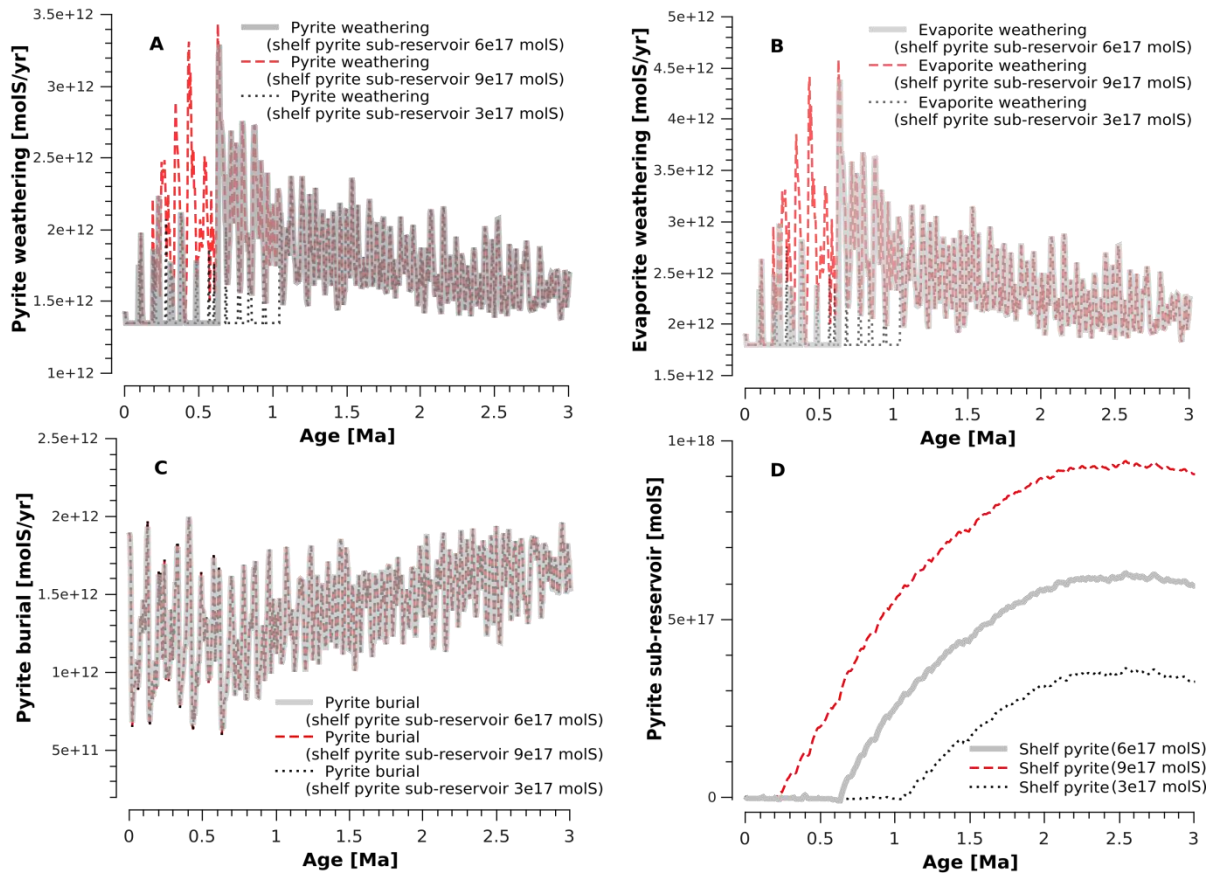 A
Pyrite weathering
(shelf pyrite sub-reservoir 6e17 molS)
Pyrite weathering
(shelf pyrite sub-reservoir 9e17 molS)
Pyrite weathering
(shelf pyrite sub-reservoir 3e17 molS)
Pyrite weathering [molS/yr]
3.5e+12
3e+12
2.5e+12
2e+12
1.5e+12
1e+12
0 0.5 1 1.5 2 2.5 3
Age [Ma]
B
Evaporite weathering
(shelf pyrite sub-reservoir 6e17 molS)
Evaporite weathering
(shelf pyrite sub-reservoir 9e17 molS)
Evaporite weathering
(shelf pyrite sub-reservoir 3e17 molS)
Evaporite weathering [molS/yr]
5e+12
4.5e+12
4e+12
3.5e+12
3e+12
2.5e+12
2e+12
1.5e+12
0 0.5 1 1.5 2 2.5 3
Age [Ma]
C
Pyrite burial [molS/yr]
2.5e+12
2e+12
1.5e+12
1e+12
5e+11
Pyrite burial
(shelf pyrite sub-reservoir 6e17 molS)
Pyrite burial
(shelf pyrite sub-reservoir 9e17 molS)
Pyrite burial
(shelf pyrite sub-reservoir 3e17 molS)
0 0.5 1 1.5 2 2.5 3
Age [Ma]
D
Pyrite sub-reservoir [molS]
1e+18
5e+17
0
Shelf pyrite (6e17 molS)
Shelf pyrite (9e17 molS)
Shelf pyrite (3e17 molS)
0 0.5 1 1.5 2 2.5 3
Age [Ma]